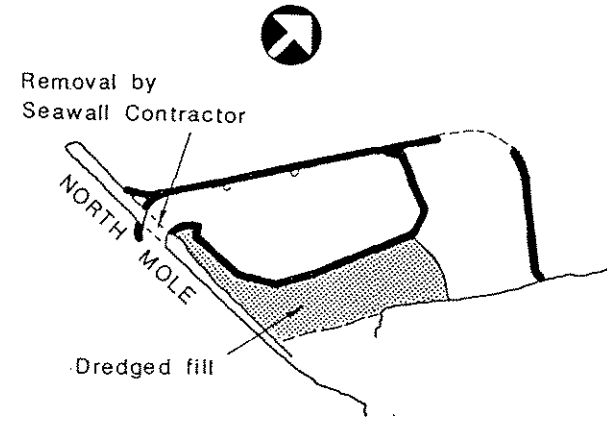 Removal by
Seawall Contractor
NORTH MOLE
Dredged fill